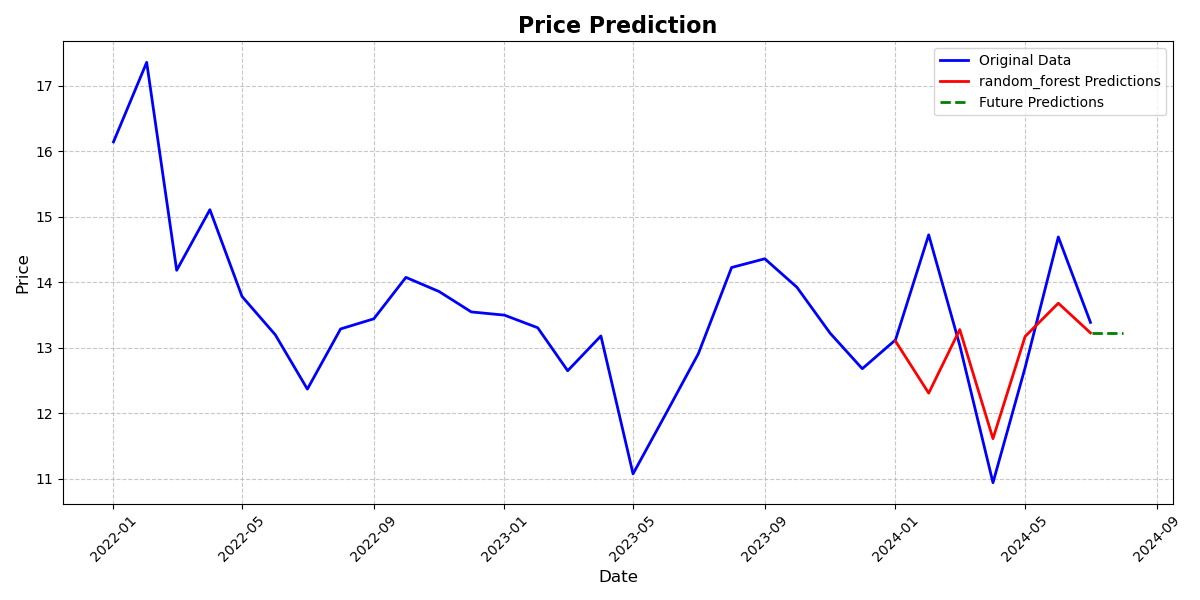 Price Prediction
Original Data
random_forest Predictions
Future Predictions
Price
17
16
15
14
13
12
11
2022-01
2022-05
2022-09
2023-01
2023-05
2023-09
2024-01
2024-05
2024-09
Date